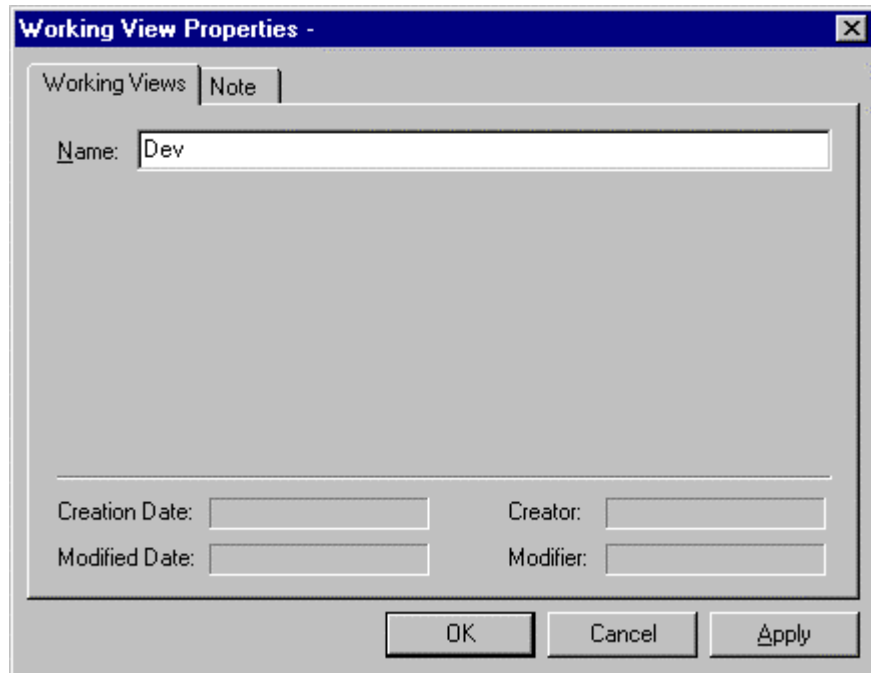 Working View Properties -
Working Views Note
Name: Dev
Creation Date: Creator:
Modified Date: Modifier:
OK Cancel Apply